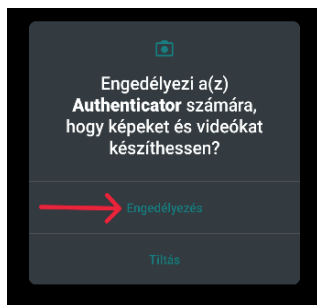 Engedélyezi a(z)
Authenticator számára,
hogy képeket és videókat
készíthessen?
Engedélyezés
Tiltás